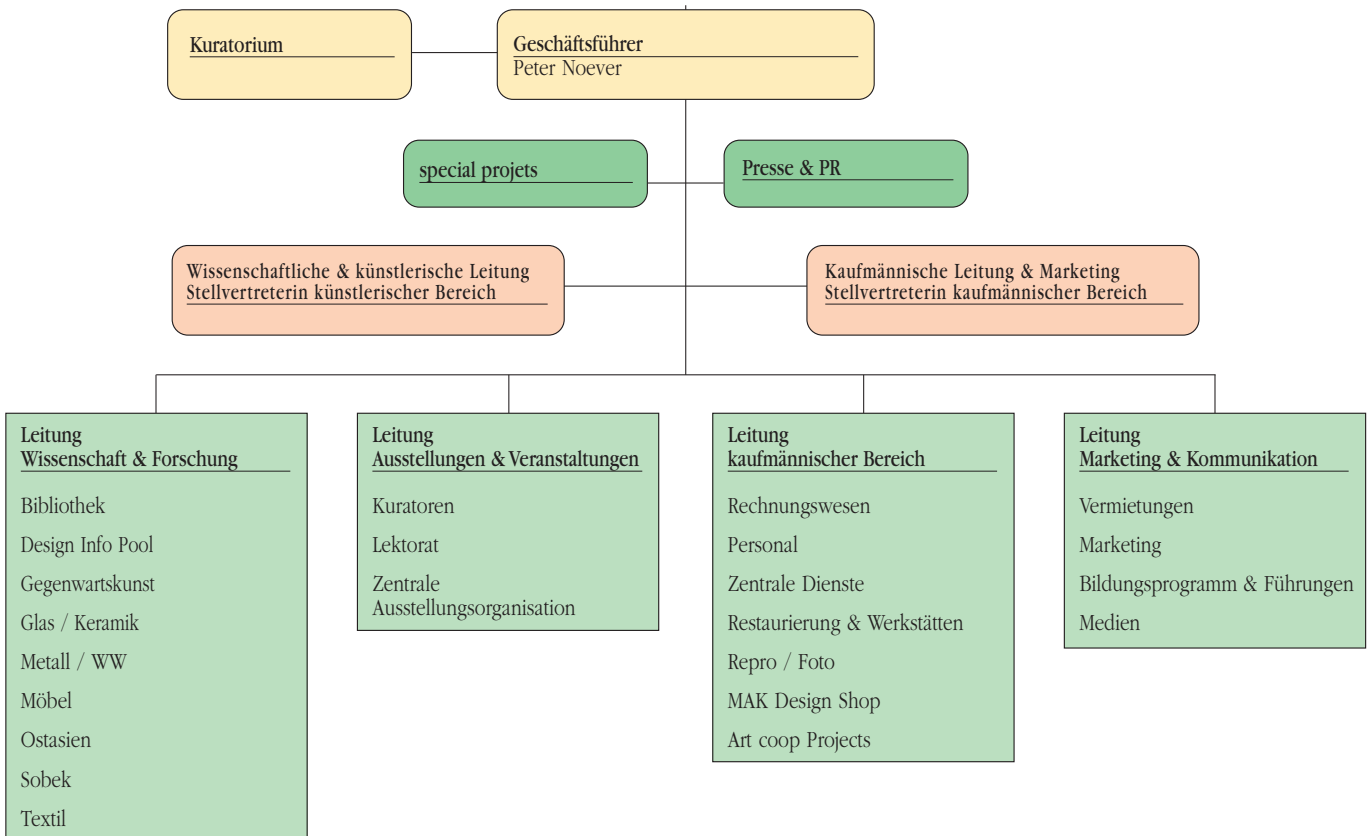 Kuratorium
Geschäftsführer
Peter Noever
special projets
Presse & PR
Wissenschaftliche & künstlerische Leitung
Stellvertreterin künstlerischer Bereich
Kaufmännische Leitung & Marketing
Stellvertreterin kaufmännischer Bereich
Leitung
Wissenschaft & Forschung
Bibliothek
Design Info Pool
Gegenwartskunst
Glas / Keramik
Metall / WW
Möbel
Ostasien
Sobek
Textil
Leitung
Ausstellungen & Veranstaltungen
Kuratoren
Lektorat
Zentrale
Ausstellungsorganisation
Leitung
kaufmännischer Bereich
Rechnungswesen
Personal
Zentrale Dienste
Restaurierung & Werkstätten
Repro / Foto
MAK Design Shop
Art coop Projects
Leitung
Marketing & Kommunikation
Vermietungen
Marketing
Bildungsprogramm & Führungen
Medien